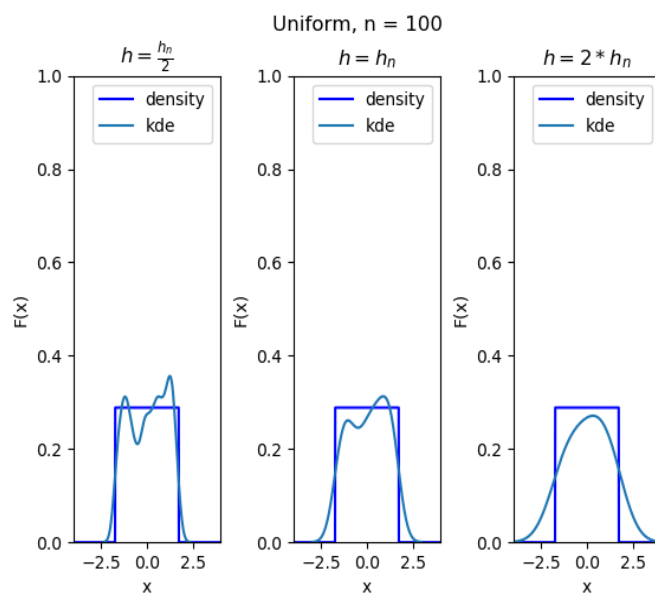 Uniform, n = 100
h = \frac{h_n}{2}
1.0
0.8
0.6
0.4
0.2
0.0
F(x)
density
kde
−2.5 0.0 2.5
x
h = h_n
1.0
0.8
0.6
0.4
0.2
0.0
F(x)
density
kde
−2.5 0.0 2.5
x
h = 2 * h_n
1.0
0.8
0.6
0.4
0.2
0.0
F(x)
density
kde
−2.5 0.0 2.5
x